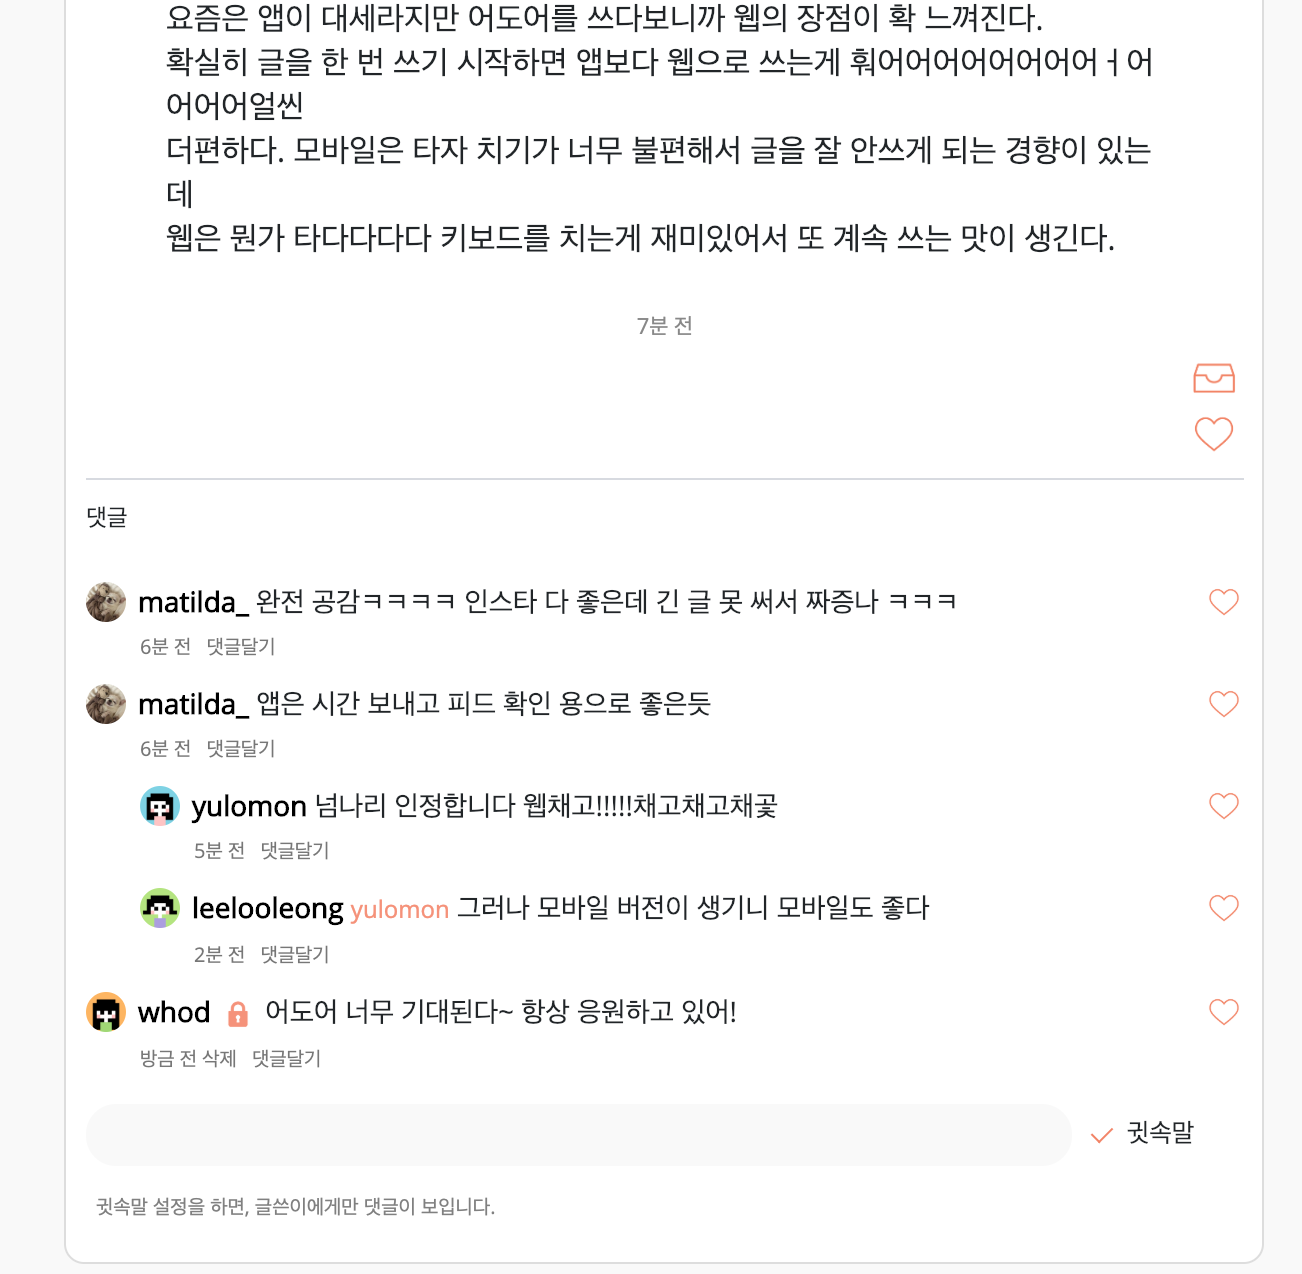 요즘은 앱이 대세라지만 어도어를 쓰다보니까 웹의 장점이 확 느껴진다.
확실히 글을 한 번 쓰기 시작하면 앱보다 웹으로 쓰는게 훠어어어어어어어어ㅓ어
어어어얼씬
더편하다. 모바일은 타자 치기가 너무 불편해서 글을 잘 안쓰게 되는 경향이 있는
데
웹은 뭔가 타다다다다 키보드를 치는게 재미있어서 또 계속 쓰는 맛이 생긴다.
7분 전
댓글
matilda_ 완전 공감ㅋㅋㅋㅋ 인스타 다 좋은데 긴 글 못 써서 짜증나 ㅋㅋㅋ
6분 전 댓글달기
matilda_ 앱은 시간 보내고 피드 확인 용으로 좋은듯
6분 전 댓글달기
yulomon 넘나리 인정합니다 웹채고!!!!!채고채고채곷
5분 전 댓글달기
leelooleong yulomon 그러나 모바일 버전이 생기니 모바일도 좋다
2분 전 댓글달기
whod 어도어 너무 기대된다~ 항상 응원하고 있어!
방금 전 삭제 댓글달기
귓속말
귓속말 설정을 하면, 글쓴이에게만 댓글이 보입니다.